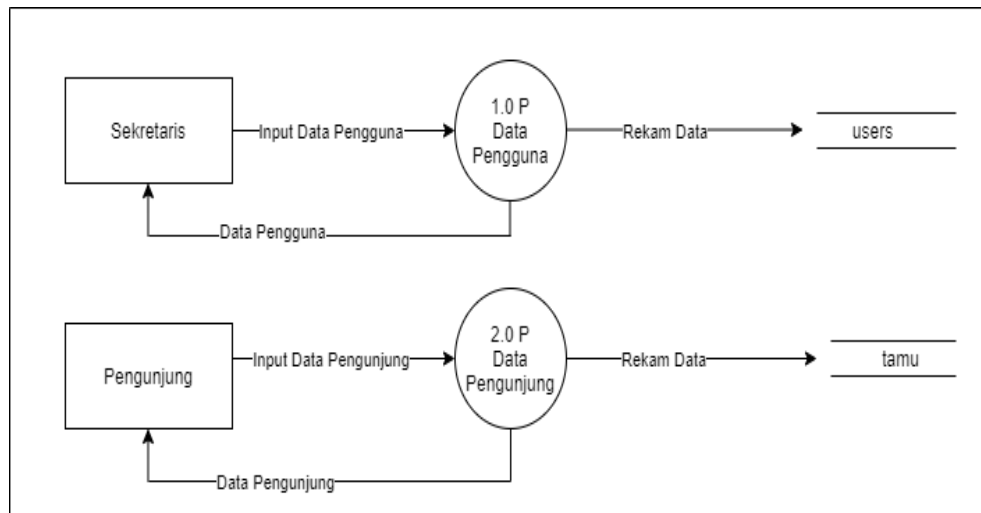 Sekretaris
Input Data Pengguna
1.0 P
Data
Pengguna
Rekam Data
users
Data Pengguna
Pengunjung
Input Data Pengunjung
2.0 P
Data
Pengunjung
Rekam Data
tamu
Data Pengunjung